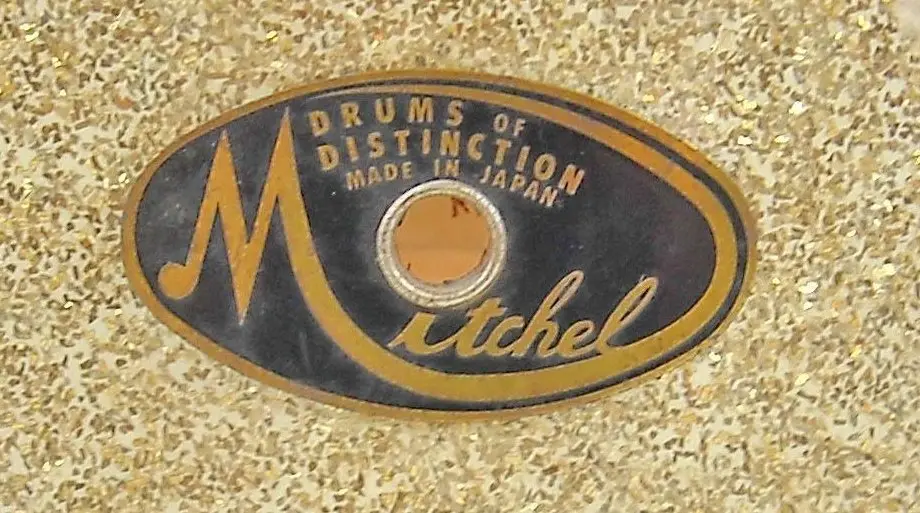 DRUMS OF
DISTINCTION
MADE IN JAPAN
Mitchel